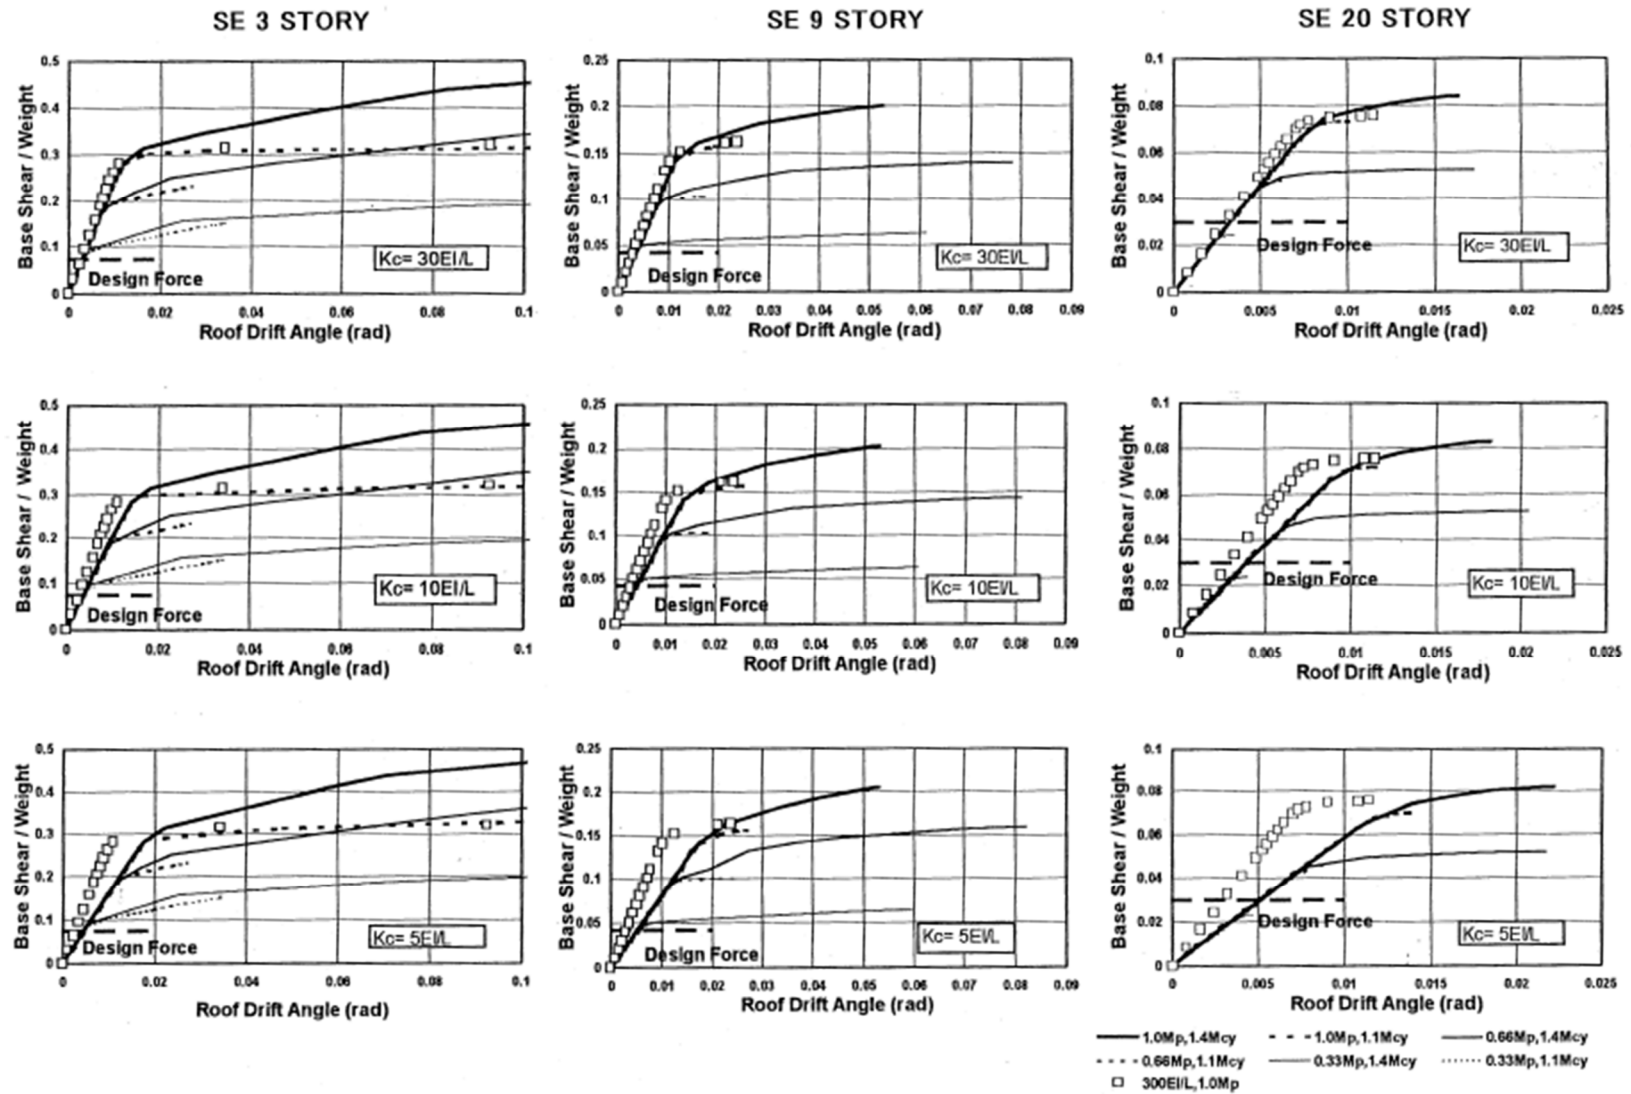 SE 3 STORY
SE 9 STORY
SE 20 STORY
Base Shear / Weight
0.5
0.4
0.3
0.2
0.1
0
Design Force
Kc= 30EI/L
0 0.02 0.04 0.06 0.08 0.1
Roof Drift Angle (rad)
Base Shear / Weight
0.25
0.2
0.15
0.1
0.05
0
Design Force
Kc= 30EI/L
0 0.01 0.02 0.03 0.04 0.05 0.06 0.07 0.08 0.09
Roof Drift Angle (rad)
Base Shear / Weight
0.1
0.08
0.06
0.04
0.02
0
Design Force
Kc= 30EI/L
0 0.005 0.01 0.015 0.02 0.025
Roof Drift Angle (rad)
Base Shear / Weight
0.5
0.4
0.3
0.2
0.1
0
Design Force
Kc= 10EI/L
0 0.02 0.04 0.06 0.08 0.1
Roof Drift Angle (rad)
Base Shear / Weight
0.25
0.2
0.15
0.1
0.05
0
Design Force
Kc= 10EI/L
0 0.01 0.02 0.03 0.04 0.05 0.06 0.07 0.08 0.09
Roof Drift Angle (rad)
Base Shear / Weight
0.1
0.08
0.06
0.04
0.02
0
Design Force
Kc= 10EI/L
0 0.005 0.01 0.015 0.02 0.025
Roof Drift Angle (rad)
Base Shear / Weight
0.5
0.4
0.3
0.2
0.1
0
Design Force
Kc= 5EI/L
0 0.02 0.04 0.06 0.08 0.1
Roof Drift Angle (rad)
Base Shear / Weight
0.25
0.2
0.15
0.1
0.05
0
Design Force
Kc= 5EI/L
0 0.01 0.02 0.03 0.04 0.05 0.06 0.07 0.08 0.09
Roof Drift Angle (rad)
Base Shear / Weight
0.1
0.08
0.06
0.04
0.02
0
Design Force
Kc= 5EI/L
0 0.005 0.01 0.015 0.02 0.025
Roof Drift Angle (rad)
1.0Mp,1.4Mcy 1.0Mp,1.1Mcy 0.66Mp,1.4Mcy
0.66Mp,1.1Mcy 0.33Mp,1.4Mcy 0.33Mp,1.1Mcy
300EI/L,1.0Mp